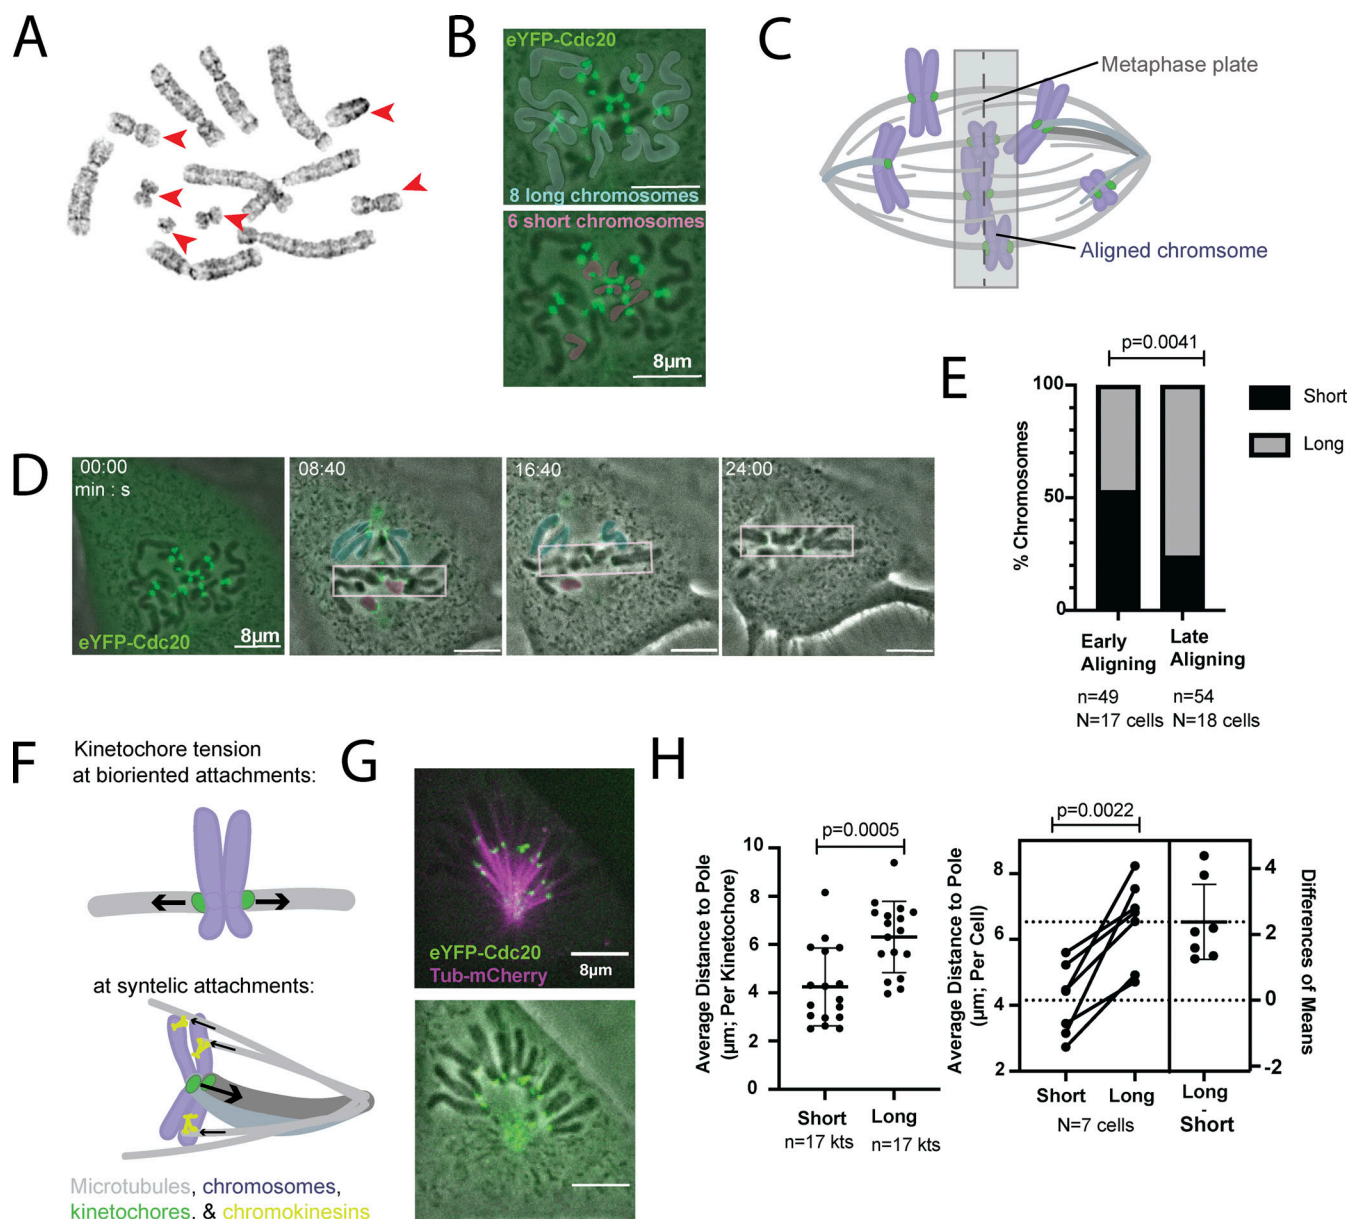 A
B
eYFP-Cdc20
8 long chromosomes
6 short chromosomes
8µm
C
Metaphase plate
Aligned chromsome
D
00:00
min : s
eYFP-Cdc20
8µm
08:40
16:40
24:00
E
p=0.0041
100
50
0
% Chromosomes
Short
Long
Early
Aligning
Late
Aligning
n=49
N=17 cells
n=54
N=18 cells
F
Kinetochore tension
at bioriented attachments:
at syntelic attachments:
Microtubules, chromosomes,
kinetochores, & chromokinesins
G
eYFP-Cdc20
Tub-mCherry
8µm
H
p=0.0005
Average Distance to Pole
(µm; Per Kinetochore)
10
8
6
4
2
0
Short
Long
n=17 kts
n=17 kts
p=0.0022
Average Distance to Pole
(µm; Per Cell)
8
6
4
2
Short
Long
N=7 cells
4
2
0
-2
Differences of Means
Long
-
Short